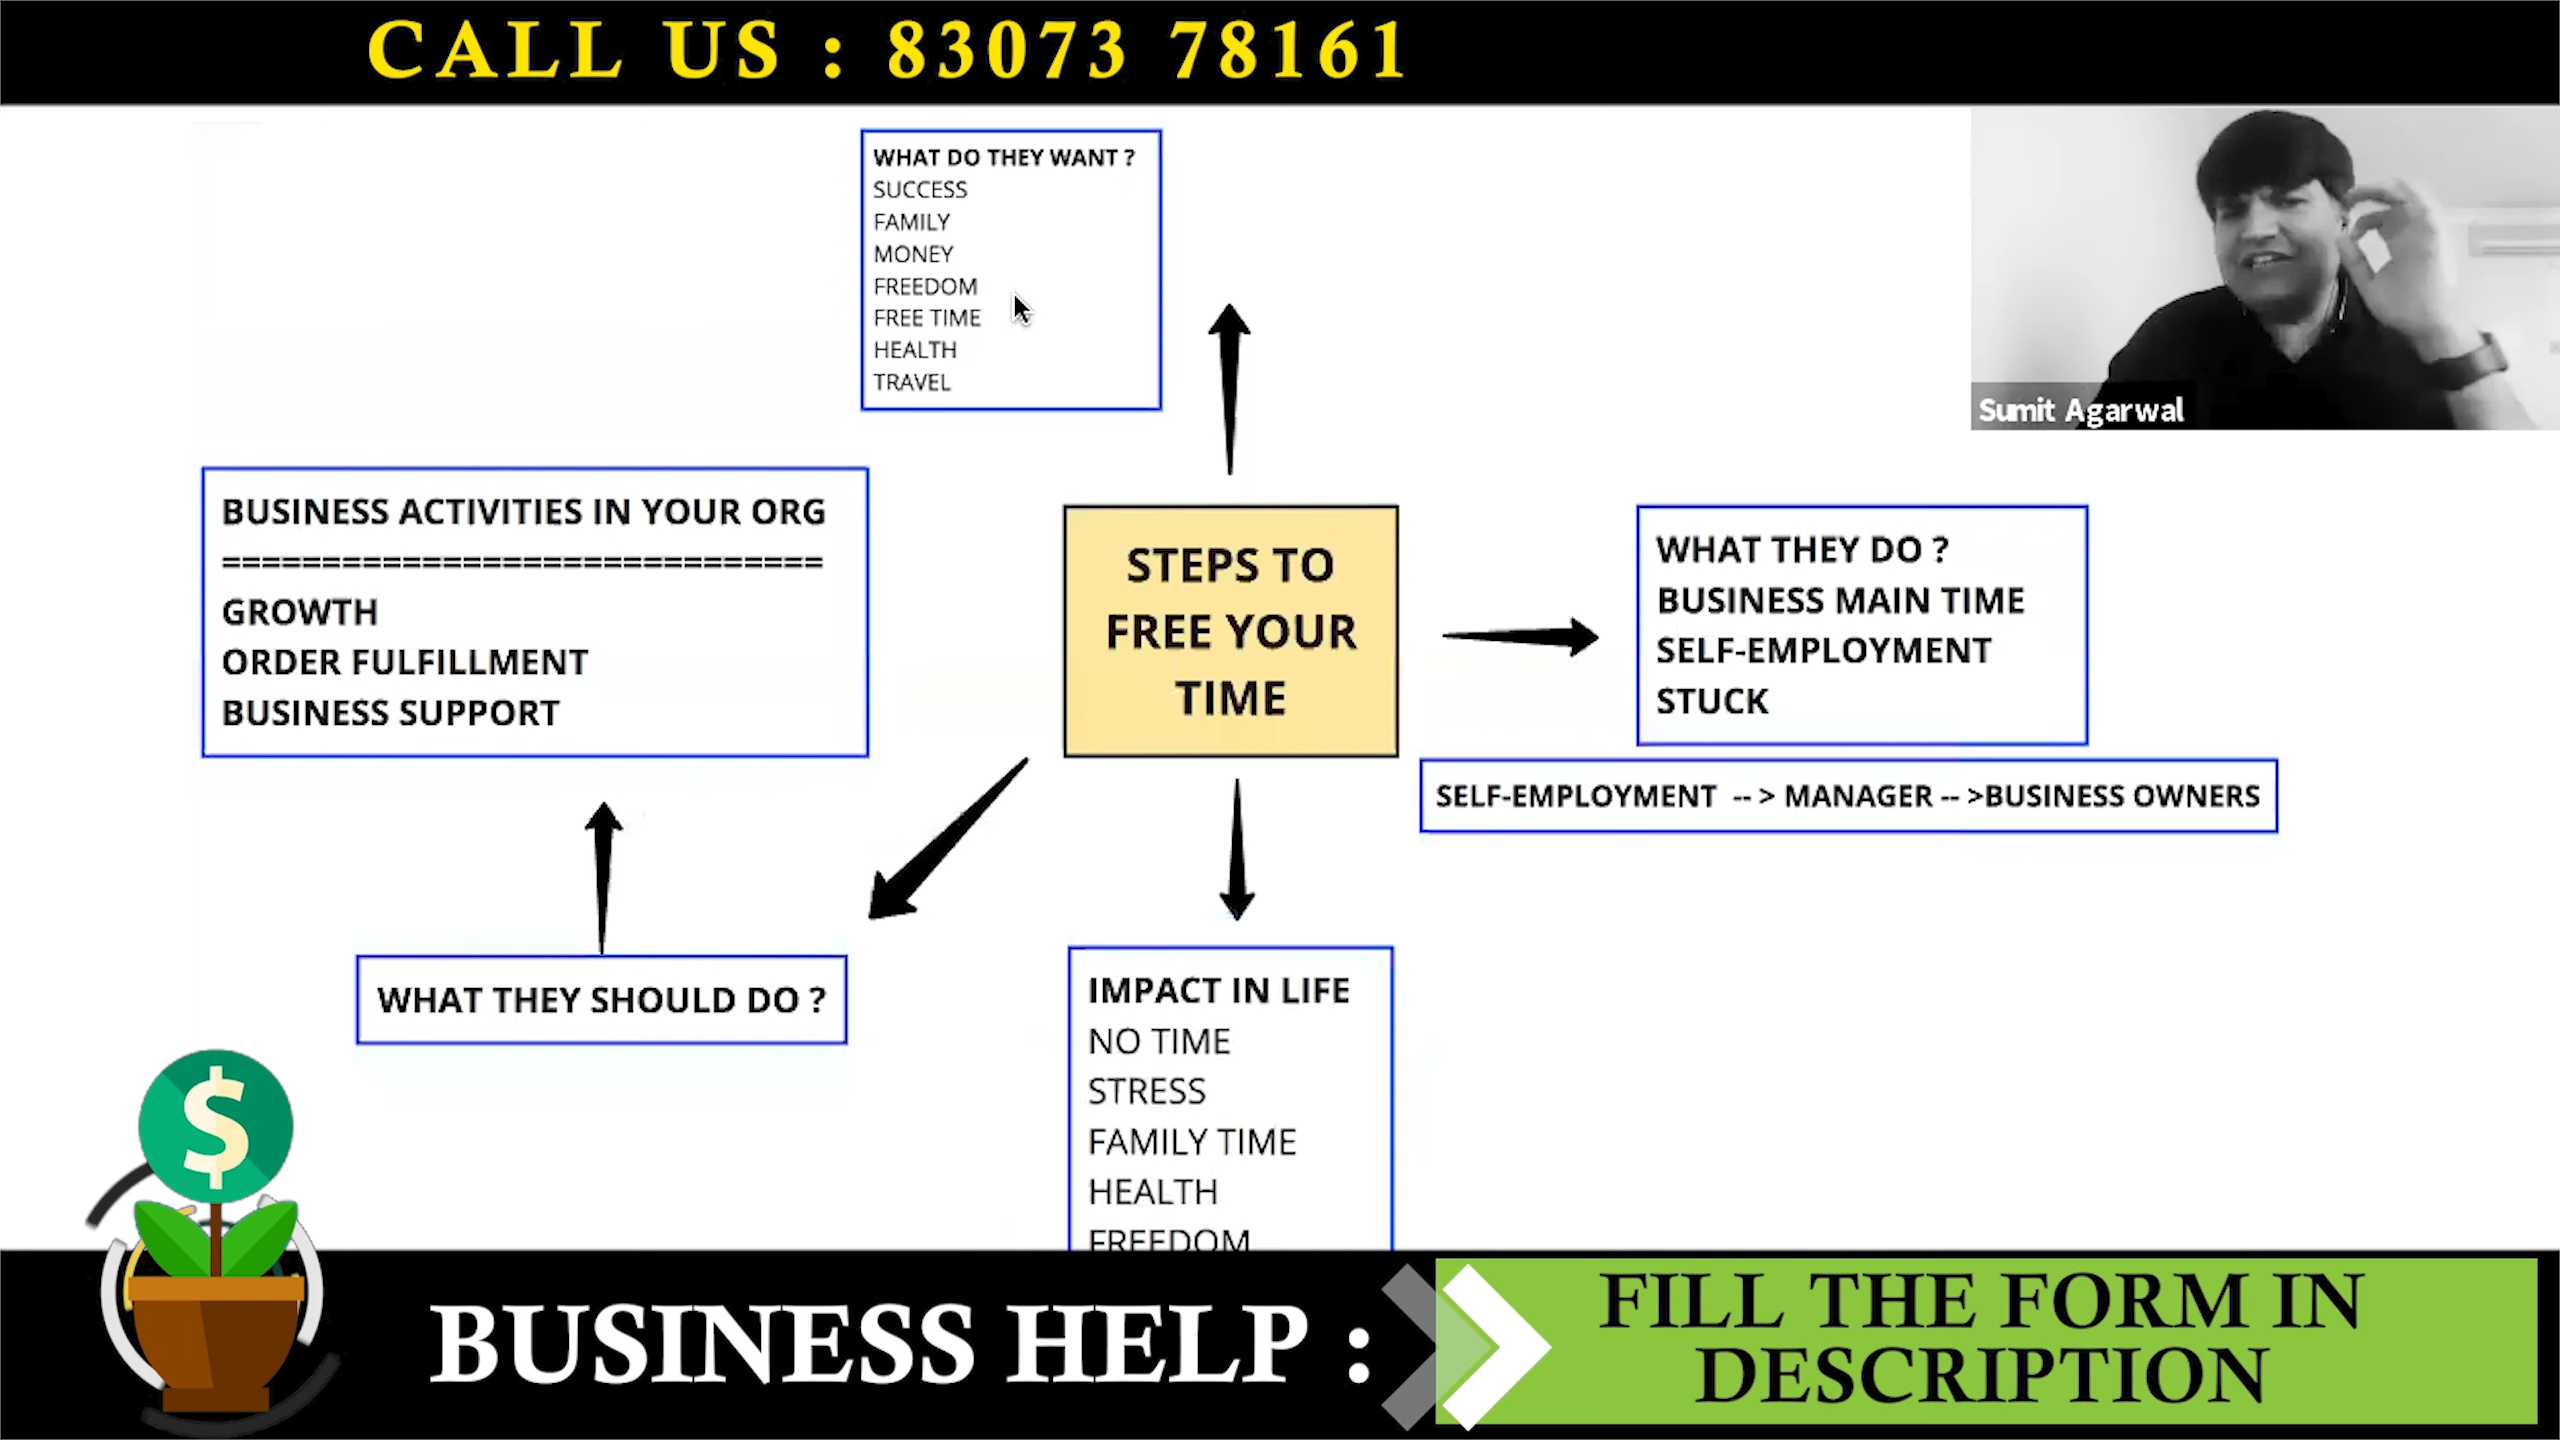 CALL US : 83073 78161
WHAT DO THEY WANT ?
SUCCESS
FAMILY
MONEY
FREEDOM
FREE TIME
HEALTH
TRAVEL
Sumit Agarwal
BUSINESS ACTIVITIES IN YOUR ORG
==============================
GROWTH
ORDER FULFILLMENT
BUSINESS SUPPORT
STEPS TO
FREE YOUR
TIME
WHAT THEY DO ?
BUSINESS MAIN TIME
SELF-EMPLOYMENT
STUCK
SELF-EMPLOYMENT -- > MANAGER -- >BUSINESS OWNERS
WHAT THEY SHOULD DO ?
IMPACT IN LIFE
NO TIME
STRESS
FAMILY TIME
HEALTH
FREEDOM
$
BUSINESS HELP :
FILL THE FORM IN
DESCRIPTION